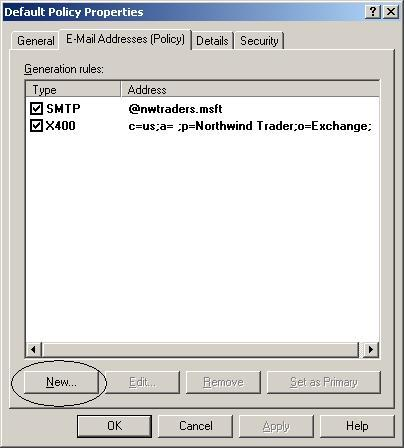 Default Policy Properties
General E-Mail Addresses (Policy) Details Security
Generation rules:
Type Address
SMTP @nwtraders.msft
X400 c=us;a= ;p=Northwind Trader;o=Exchange;
New... Edit... Remove Set as Primary
OK Cancel Apply Help